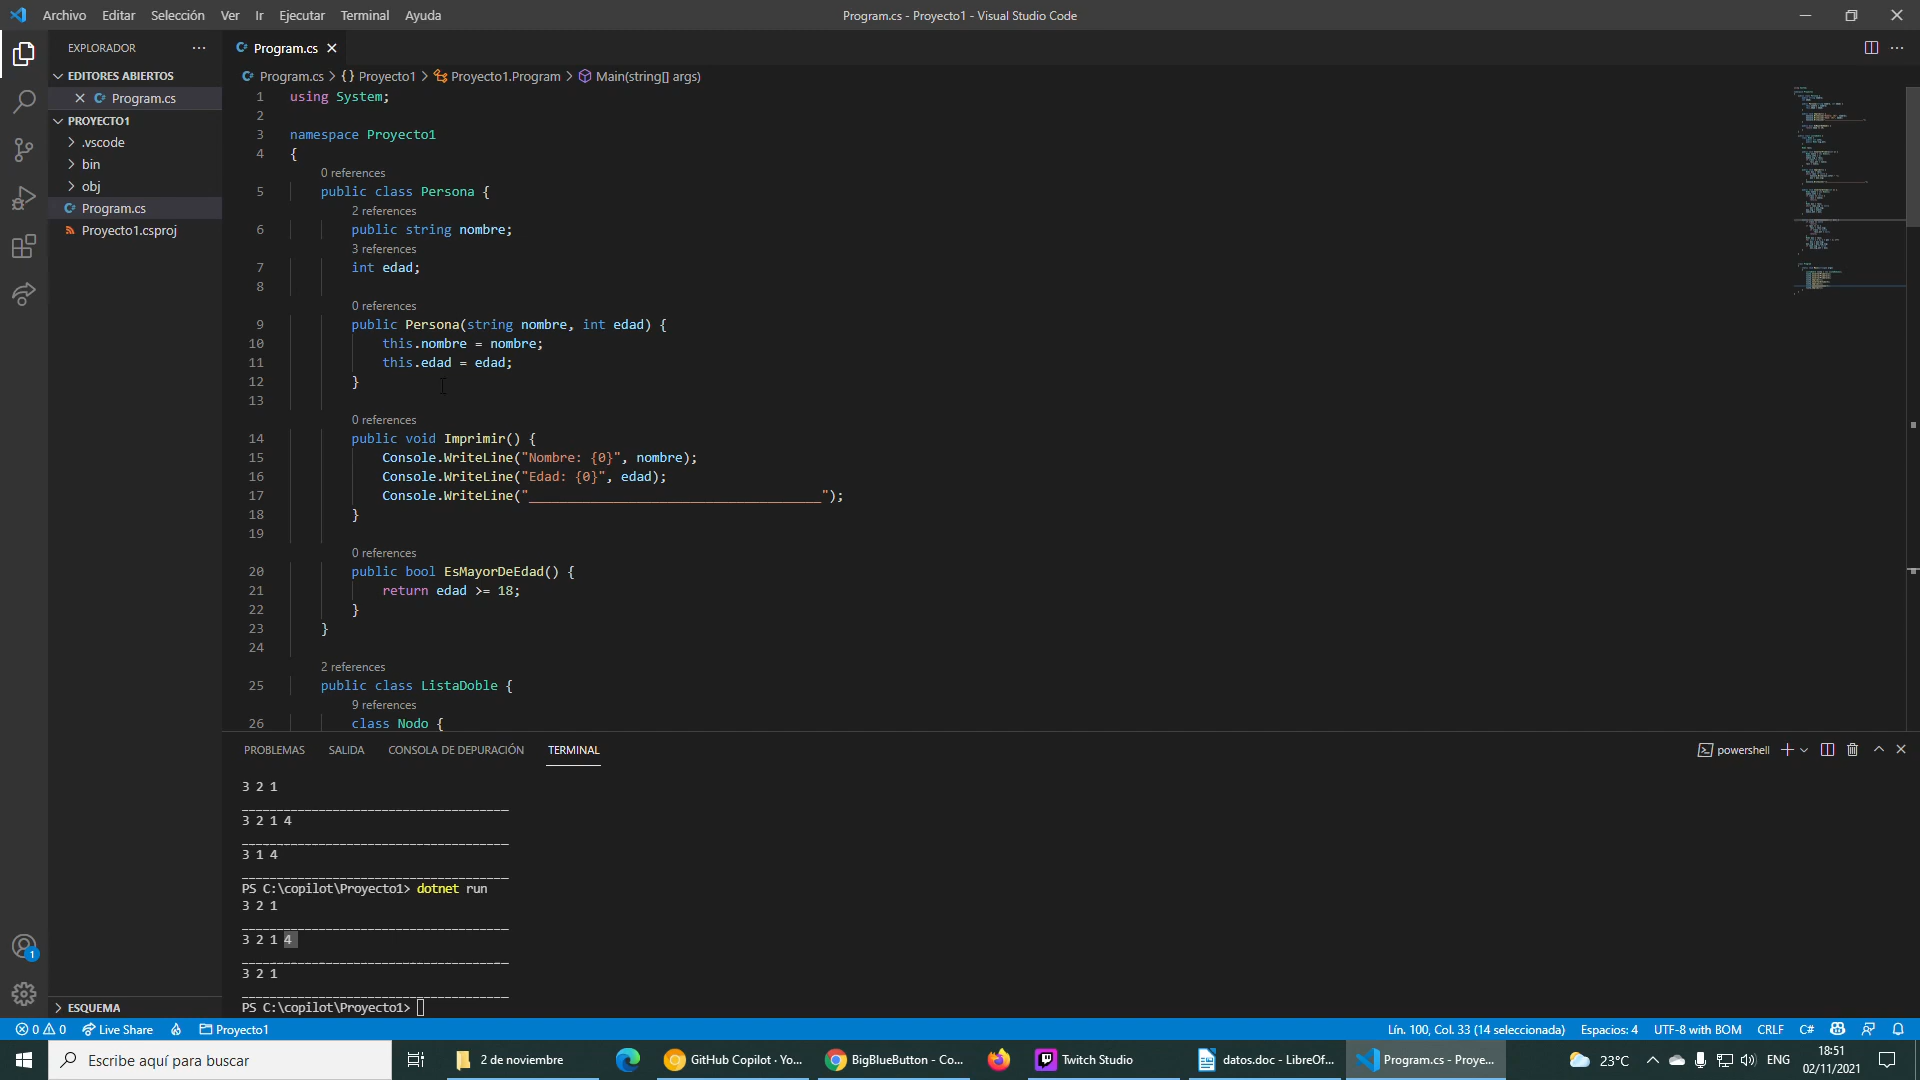 Archivo Editar Selección Ver Ir Ejecutar Terminal Ayuda
Program.cs - Proyecto1 - Visual Studio Code
EXPLORADOR
EDITORES ABIERTOS
Program.cs
PROYECTO1
.vscode
bin
obj
Program.cs
Proyecto1.csproj
ESQUEMA
Program.cs
Program.cs > {} Proyecto1 > Proyecto1.Program > Main(string[] args)
1 using System;
2
3 namespace Proyecto1
4 {
0 references
5 public class Persona {
2 references
6 public string nombre;
3 references
7 int edad;
8
0 references
9 public Persona(string nombre, int edad) {
10 this.nombre = nombre;
11 this.edad = edad;
12 }
13
0 references
14 public void Imprimir() {
15 Console.WriteLine("Nombre: {0}", nombre);
16 Console.WriteLine("Edad: {0}", edad);
17 Console.WriteLine("______________________________________");
18 }
19
0 references
20 public bool EsMayorDeEdad() {
21 return edad >= 18;
22 }
23 }
24
2 references
25 public class ListaDoble {
9 references
26 class Nodo {
PROBLEMAS SALIDA CONSOLA DE DEPURACIÓN TERMINAL
powershell
3 2 1
______________________________________
3 2 1 4
______________________________________
3 1 4
______________________________________
PS C:\copilot\Proyecto1> dotnet run
3 2 1
______________________________________
3 2 1 4
______________________________________
3 2 1
______________________________________
PS C:\copilot\Proyecto1>
0 0 Live Share Proyecto1
Lín. 100, Col. 33 (14 seleccionada) Espacios: 4 UTF-8 with BOM CRLF C#
Escribe aquí para buscar
2 de noviembre
GitHub Copilot · Yo...
BigBlueButton - Co...
Twitch Studio
datos.doc - LibreOf...
Program.cs - Proye...
23°C
ENG
18:51
02/11/2021
1